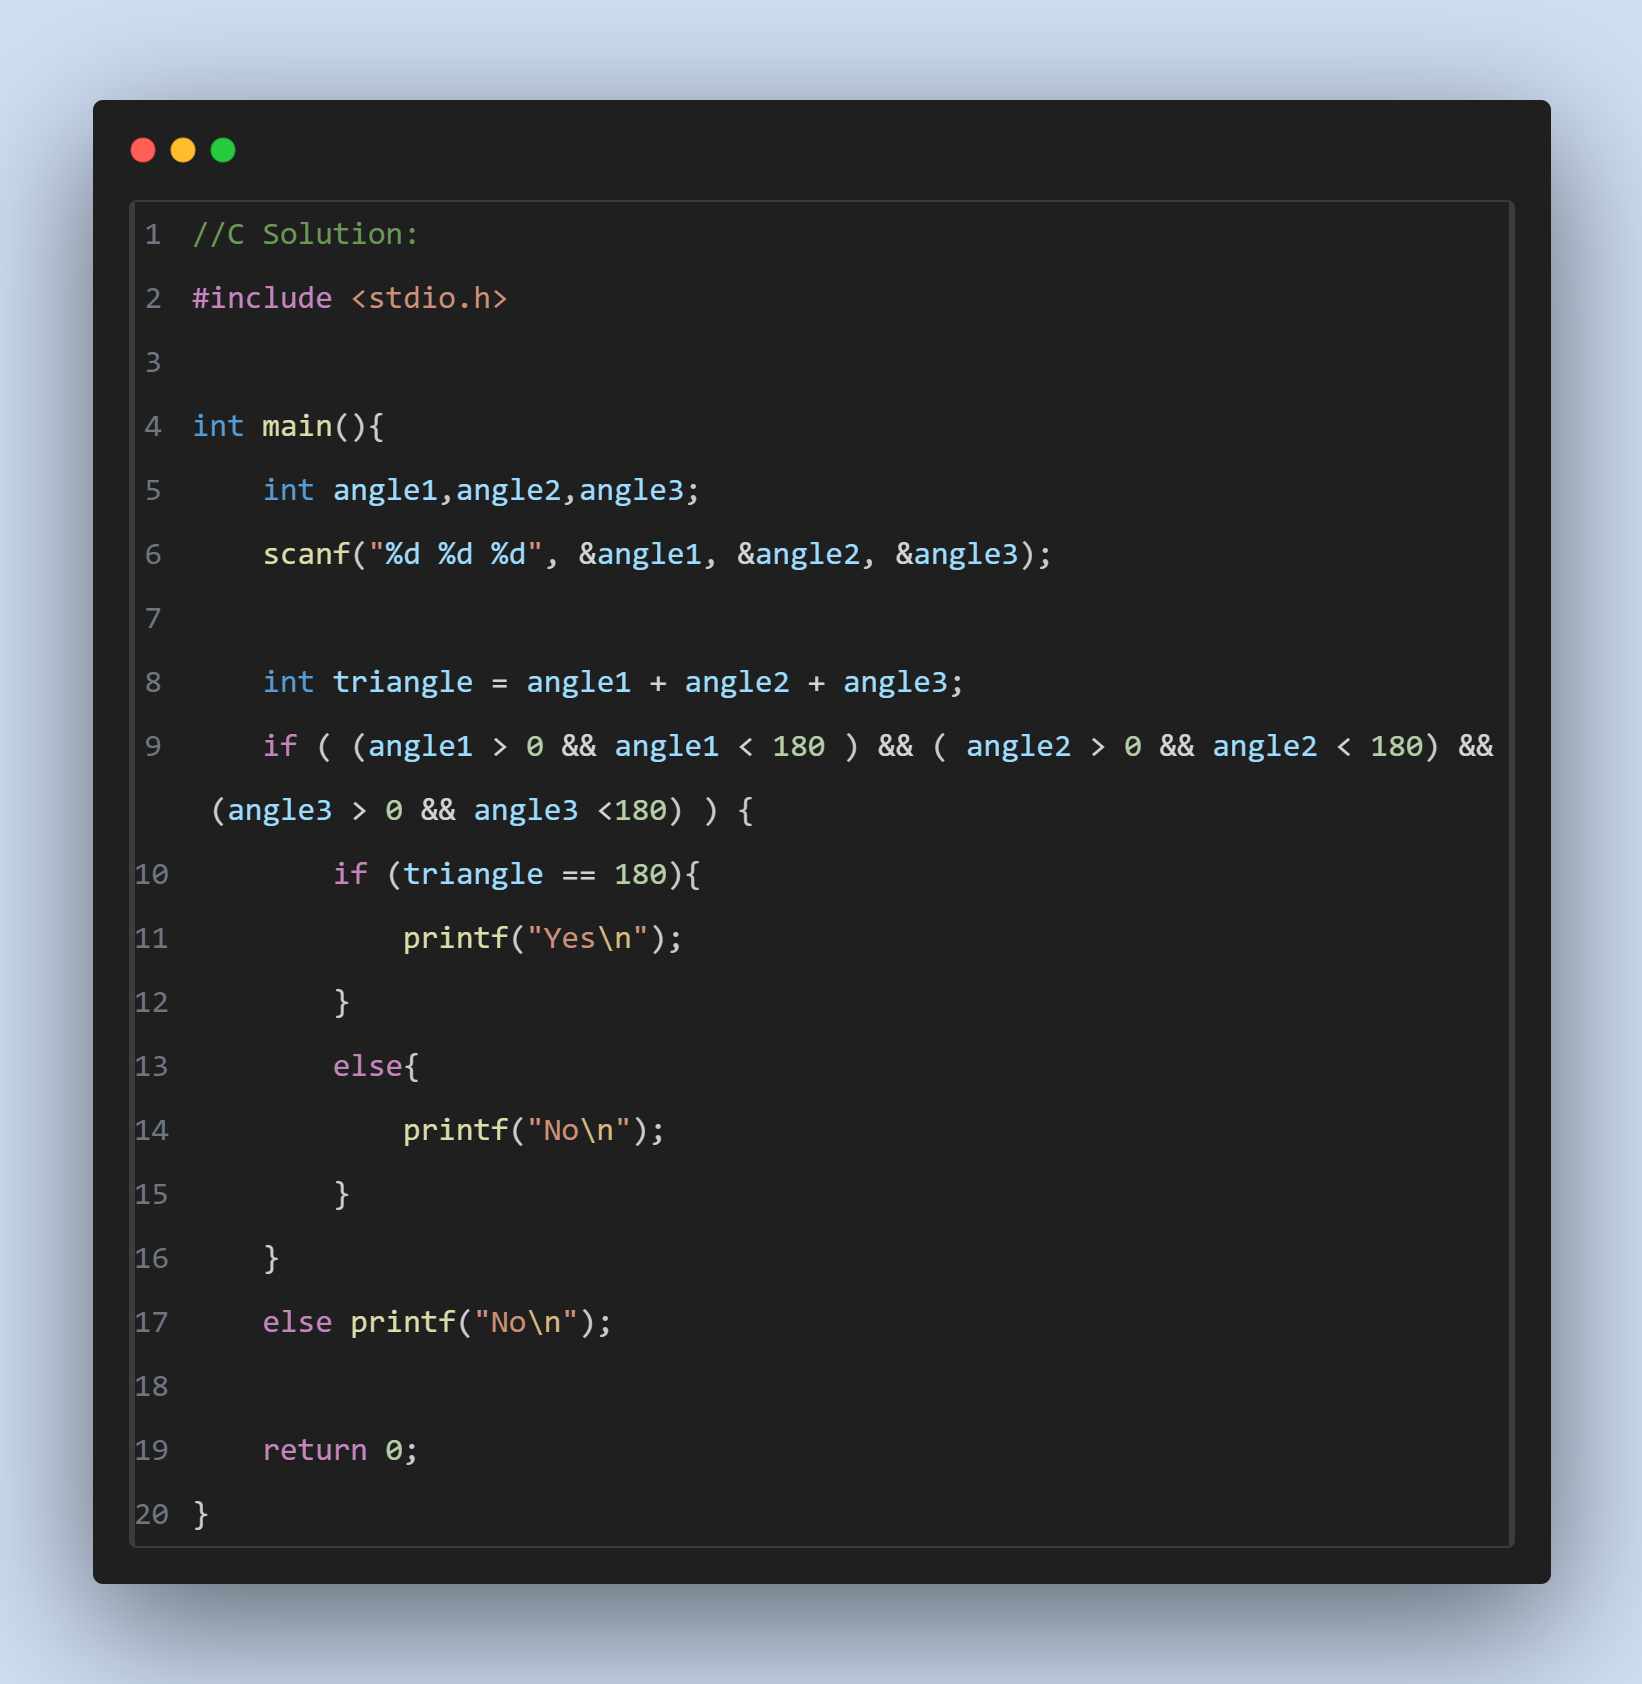 1 //C Solution:
2 #include <stdio.h>
3
4 int main(){
5     int angle1,angle2,angle3;
6     scanf("%d %d %d", &angle1, &angle2, &angle3);
7
8     int triangle = angle1 + angle2 + angle3;
9     if ( (angle1 > 0 && angle1 < 180 ) && ( angle2 > 0 && angle2 < 180) &&
 (angle3 > 0 && angle3 <180) ) {
10         if (triangle == 180){
11             printf("Yes\n");
12         }
13         else{
14             printf("No\n");
15         }
16     }
17     else printf("No\n");
18
19     return 0;
20 }